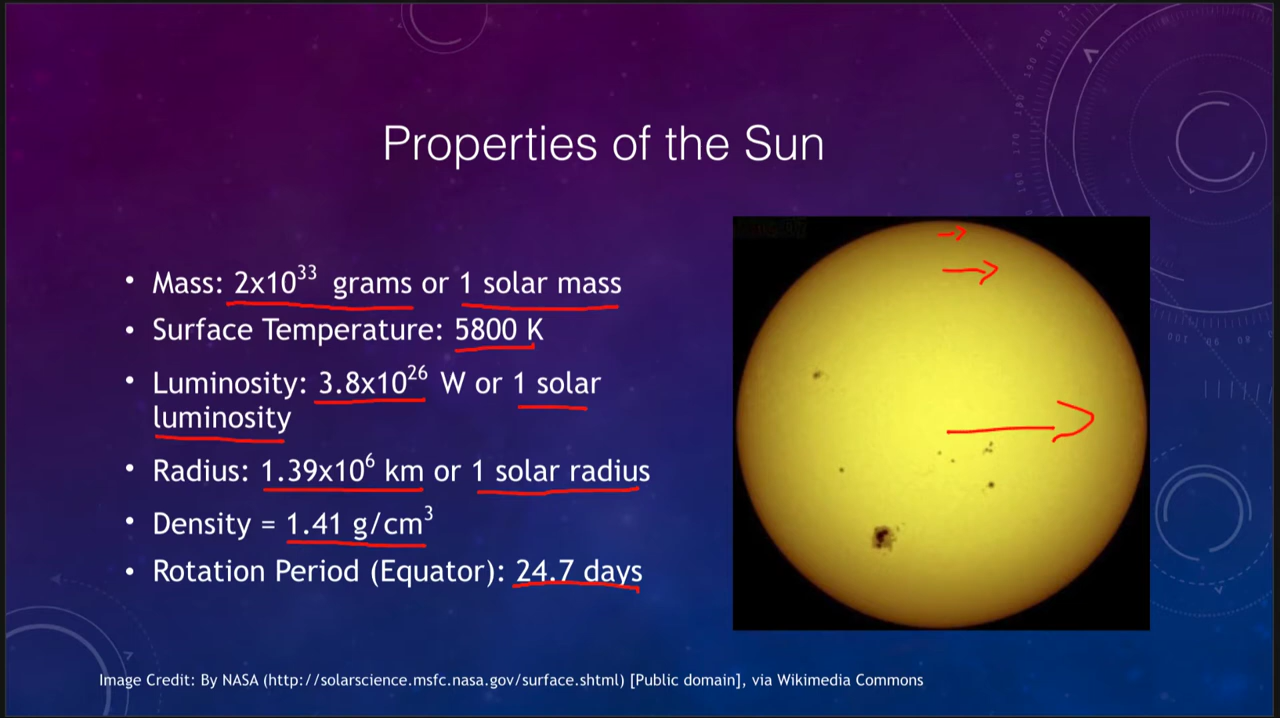 Properties of the Sun
• Mass: 2x10³³ grams or 1 solar mass
• Surface Temperature: 5800 K
• Luminosity: 3.8x10²⁶ W or 1 solar
luminosity
• Radius: 1.39x10⁶ km or 1 solar radius
• Density = 1.41 g/cm³
• Rotation Period (Equator): 24.7 days
Image Credit: By NASA (http://solarscience.msfc.nasa.gov/surface.shtml) [Public domain], via Wikimedia Commons